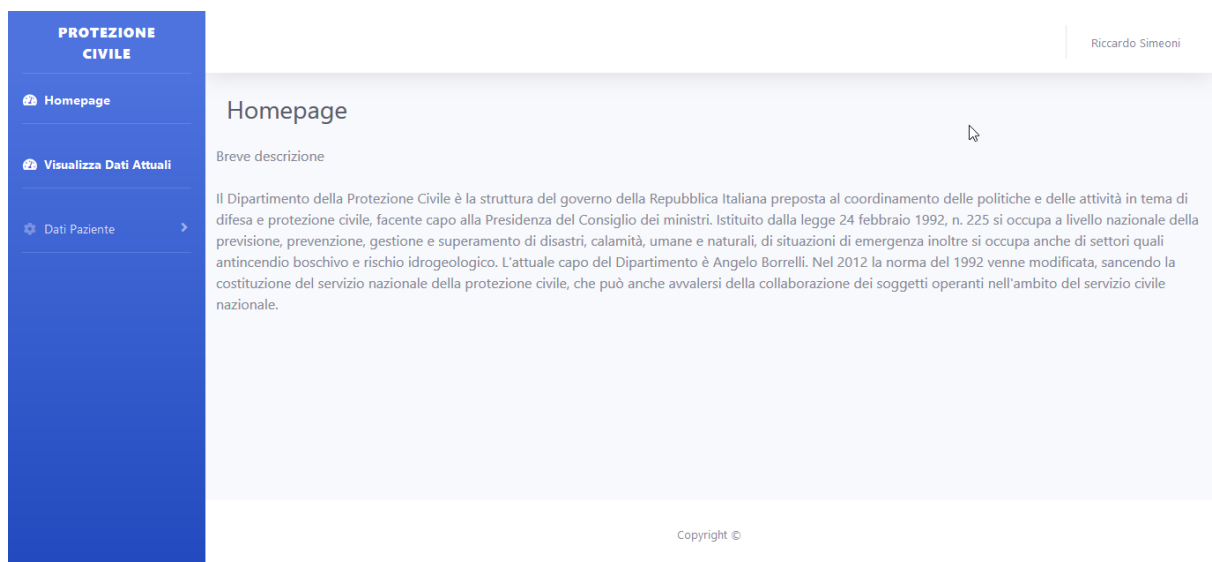 PROTEZIONE
CIVILE
Riccardo Simeoni
Homepage
Visualizza Dati Attuali
Dati Paziente
Homepage
Breve descrizione
Il Dipartimento della Protezione Civile è la struttura del governo della Repubblica Italiana preposta al coordinamento delle politiche e delle attività in tema di
difesa e protezione civile, facente capo alla Presidenza del Consiglio dei ministri. Istituito dalla legge 24 febbraio 1992, n. 225 si occupa a livello nazionale della
previsione, prevenzione, gestione e superamento di disastri, calamità, umane e naturali, di situazioni di emergenza inoltre si occupa anche di settori quali
antincendio boschivo e rischio idrogeologico. L'attuale capo del Dipartimento è Angelo Borrelli. Nel 2012 la norma del 1992 venne modificata, sancendo la
costituzione del servizio nazionale della protezione civile, che può anche avvalersi della collaborazione dei soggetti operanti nell'ambito del servizio civile
nazionale.
Copyright ©